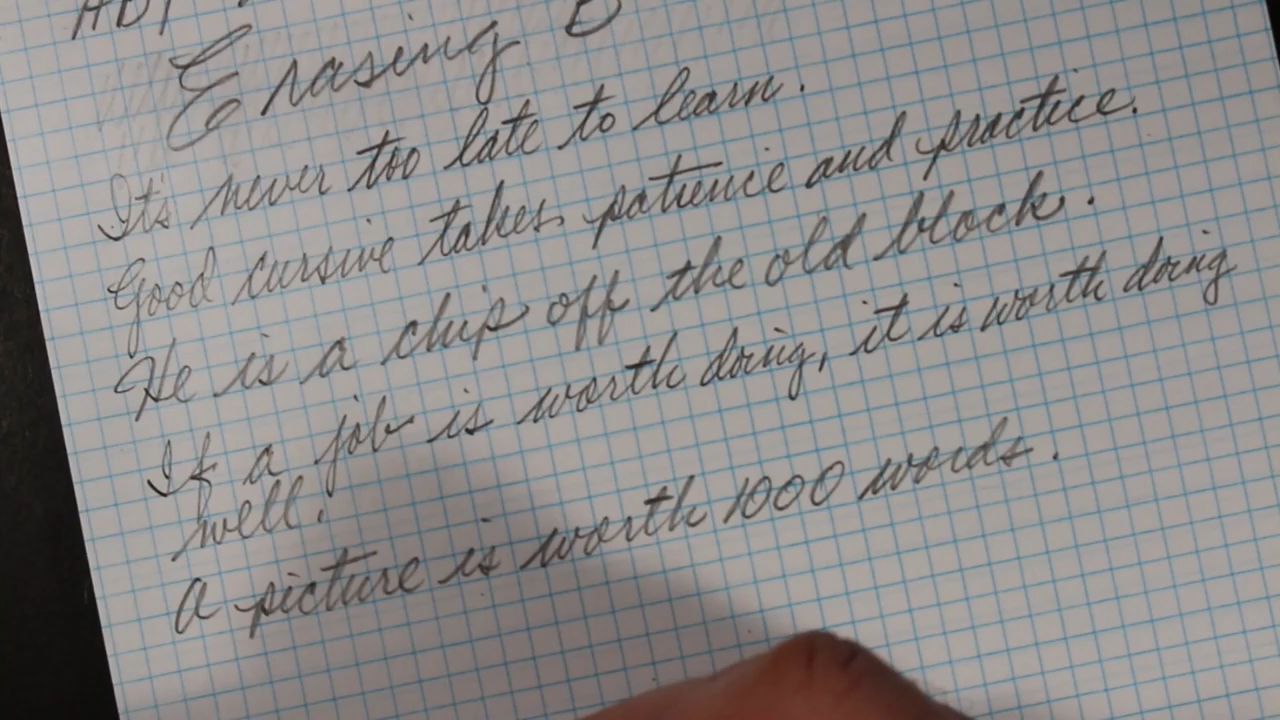 Erasing
It's never too late to learn.
Good cursive takes patience and practice.
He is a chip off the old block.
If a job is worth doing, it is worth doing
well.
A picture is worth 1000 words.